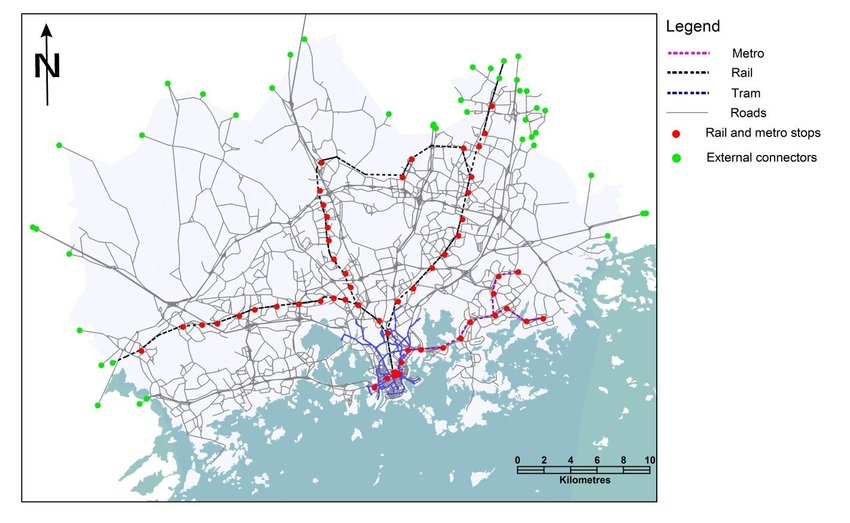 N
Legend
Metro
Rail
Tram
Roads
Rail and metro stops
External connectors
0 2 4 6 8 10
Kilometres